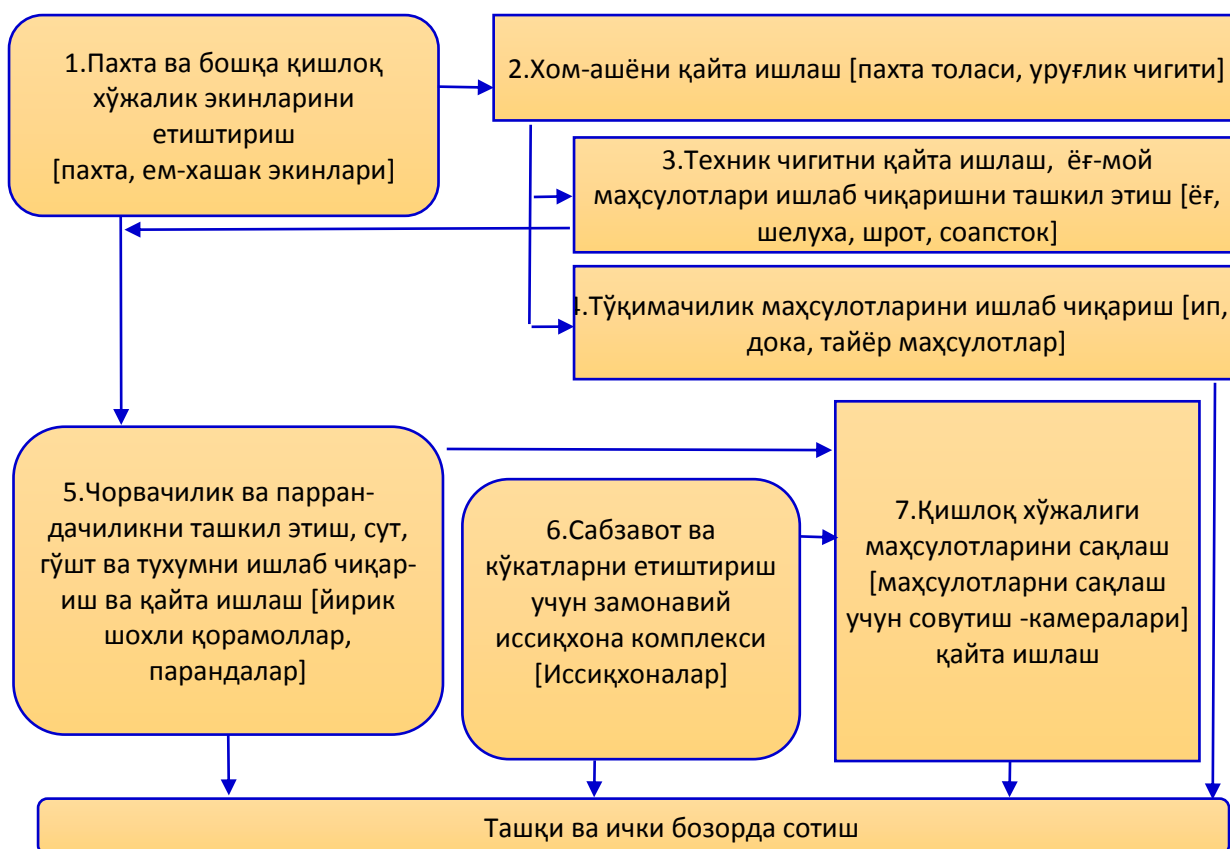 1.Пахта ва бошқа қишлоқ
хўжалик экинларини
етиштириш
[пахта, ем-хашак экинлари]
2.Хом-ашёни қайта ишлаш [пахта толаси, уруғлик чигити]
3.Техник чигитни қайта ишлаш, ёғ-мой
маҳсулотлари ишлаб чиқаришни ташкил этиш [ёғ,
шелуха, шрот, соапсток]
4.Тўқимачилик маҳсулотларини ишлаб чиқариш [ип,
дока, тайёр маҳсулотлар]
5.Чорвачилик ва парран-
дачиликни ташкил этиш, сут,
гўшт ва тухумни ишлаб чиқар-
иш ва қайта ишлаш [йирик
шохли қорамоллар,
парандалар]
6.Сабзавот ва
кўкатларни етиштириш
учун замонавий
иссиқхона комплекси
[Иссиқхоналар]
7.Қишлоқ хўжалиги
маҳсулотларини сақлаш
[маҳсулотларни сақлаш
учун совутиш -камералари]
қайта ишлаш
Ташқи ва ички бозорда сотиш